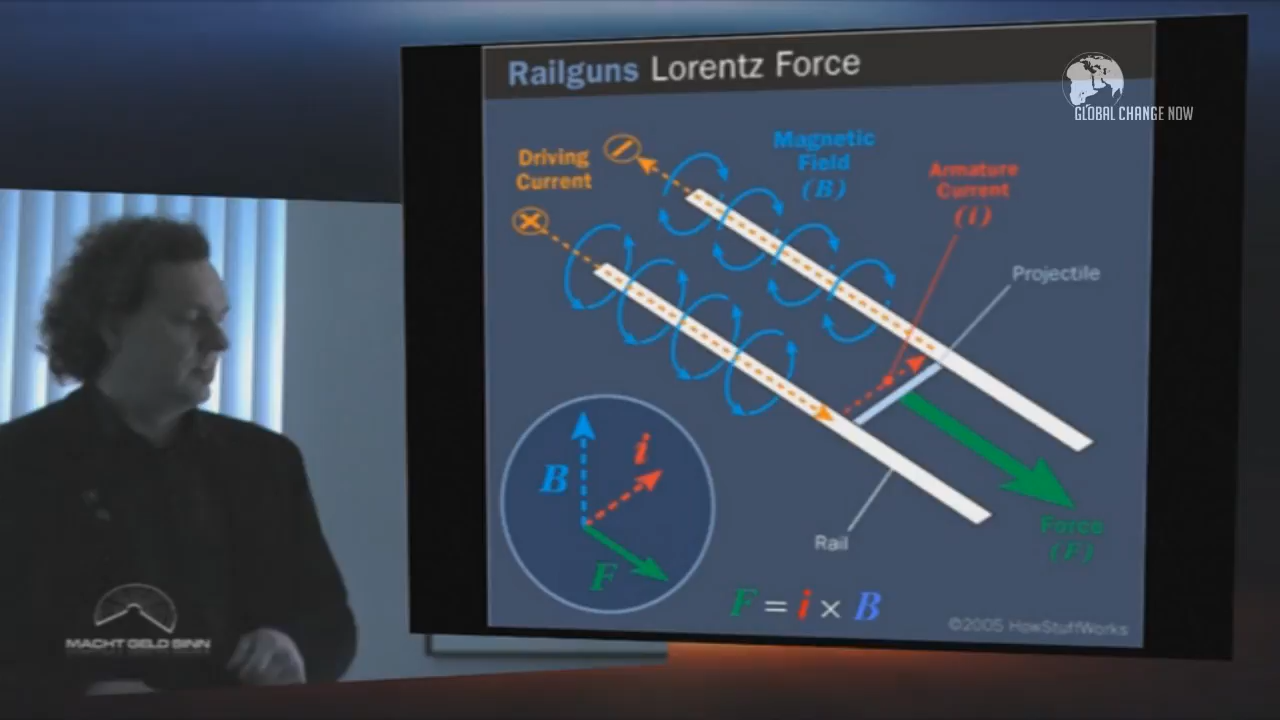 Railguns Lorentz Force
GLOBAL CHANGE NOW
Driving
Current
Magnetic
Field
(B)
Armature
Current
(i)
Projectile
B
i
F
Rail
Force
(F)
F = i × B
©2005 HowStuffWorks
MACHT GELD SINN